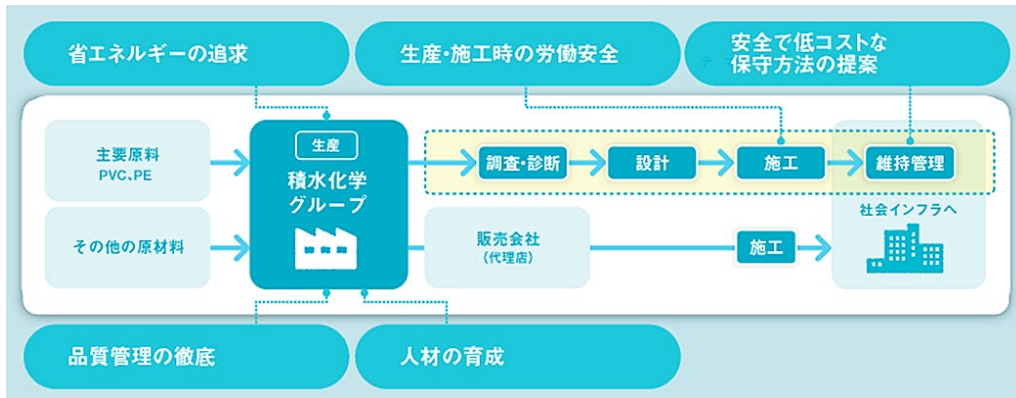 省エネルギーの追求
生産・施工時の労働安全
安全で低コストな
保守方法の提案
主要原料
PVC、PE
生産
積水化学
グループ
調査・診断
設計
施工
維持管理
社会インフラへ
その他の原材料
販売会社
(代理店)
施工
品質管理の徹底
人材の育成